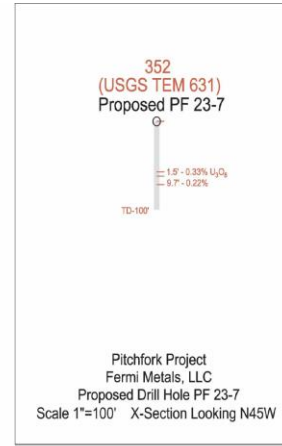 352
(USGS TEM 631)
Proposed PF 23-7
1.5' - 0.33% U₃O₈
9.7' - 0.22%
TD-100'
Pitchfork Project
Fermi Metals, LLC
Proposed Drill Hole PF 23-7
Scale 1"=100' X-Section Looking N45W